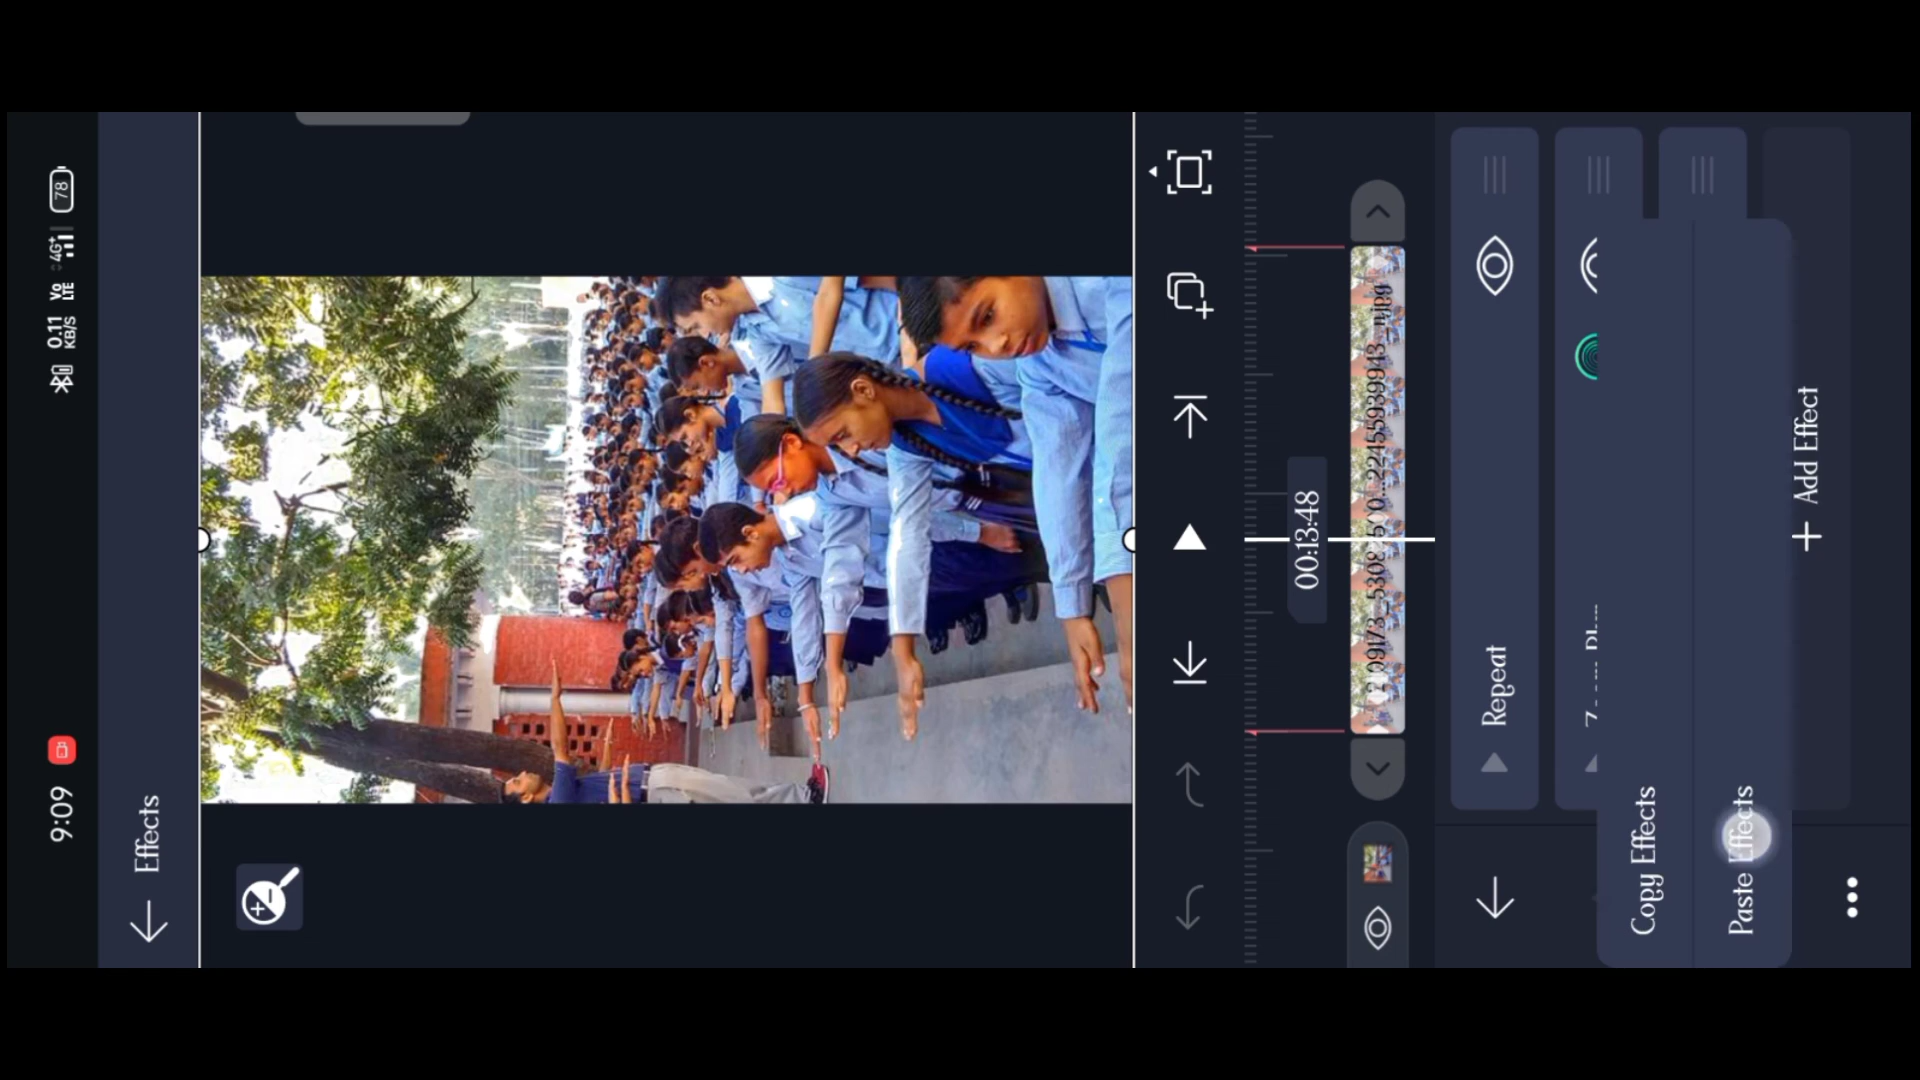 9:09
0.11
KB/S
Vo
LTE
4G+
78
Effects
00:13:48
Repeat
Copy Effects
Paste Effects
Add Effect